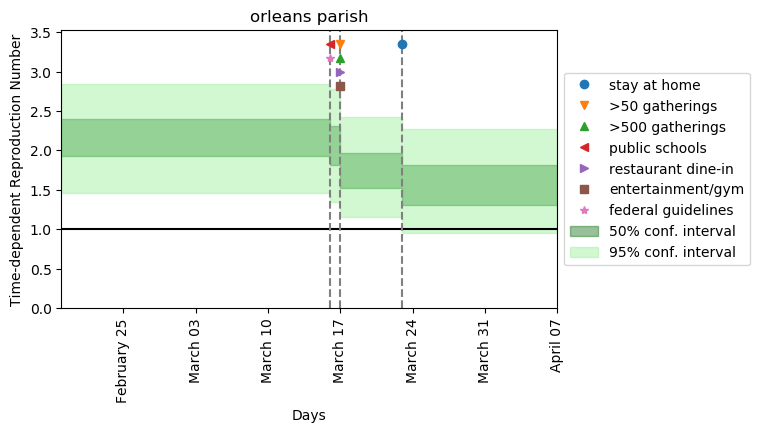 orleans parish
Time-dependent Reproduction Number
3.5
3.0
2.5
2.0
1.5
1.0
0.5
0.0
February 25
March 03
March 10
March 17
March 24
March 31
April 07
Days
stay at home
>50 gatherings
>500 gatherings
public schools
restaurant dine-in
entertainment/gym
federal guidelines
50% conf. interval
95% conf. interval